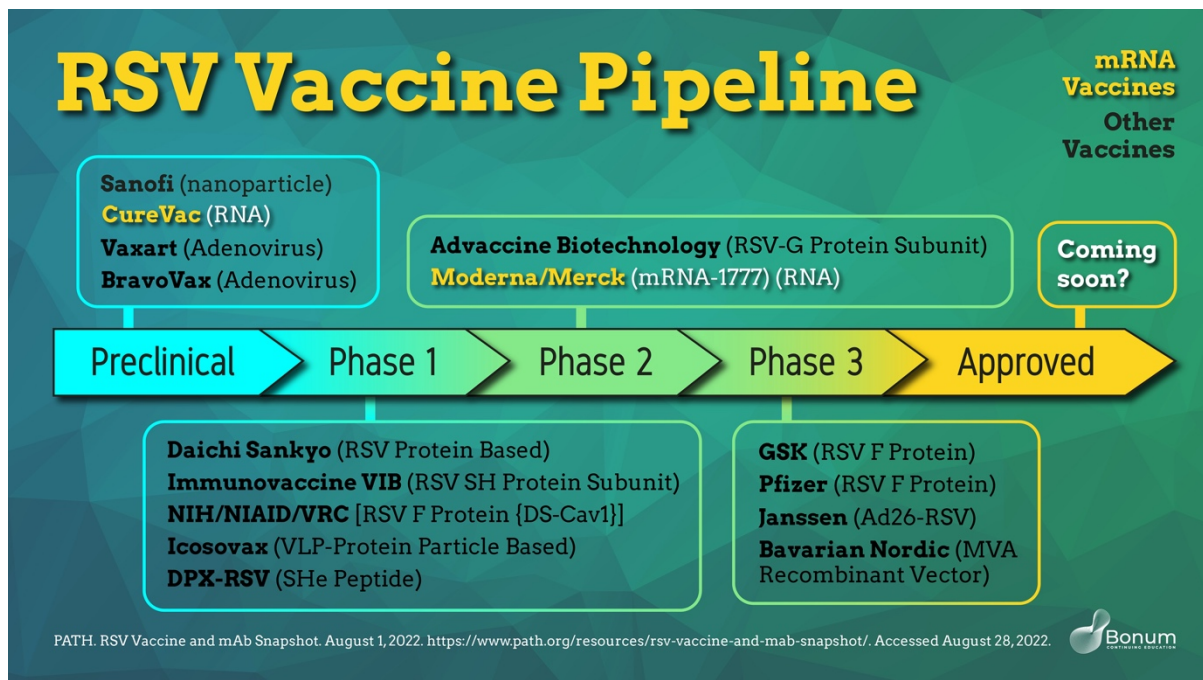 RSV Vaccine Pipeline
mRNA
Vaccines
Other
Vaccines
Sanofi (nanoparticle)
CureVac (RNA)
Vaxart (Adenovirus)
BravoVax (Adenovirus)
Advaccine Biotechnology (RSV-G Protein Subunit)
Moderna/Merck (mRNA-1777) (RNA)
Coming
soon?
Preclinical
Phase 1
Phase 2
Phase 3
Approved
Daichi Sankyo (RSV Protein Based)
Immunovaccine VIB (RSV SH Protein Subunit)
NIH/NIAID/VRC [RSV F Protein {DS-Cav1}]
Icosovax (VLP-Protein Particle Based)
DPX-RSV (SHe Peptide)
GSK (RSV F Protein)
Pfizer (RSV F Protein)
Janssen (Ad26-RSV)
Bavarian Nordic (MVA
Recombinant Vector)
PATH. RSV Vaccine and mAb Snapshot. August 1, 2022. https://www.path.org/resources/rsv-vaccine-and-mab-snapshot/. Accessed August 28, 2022.
Bonum
CONTINUING EDUCATION